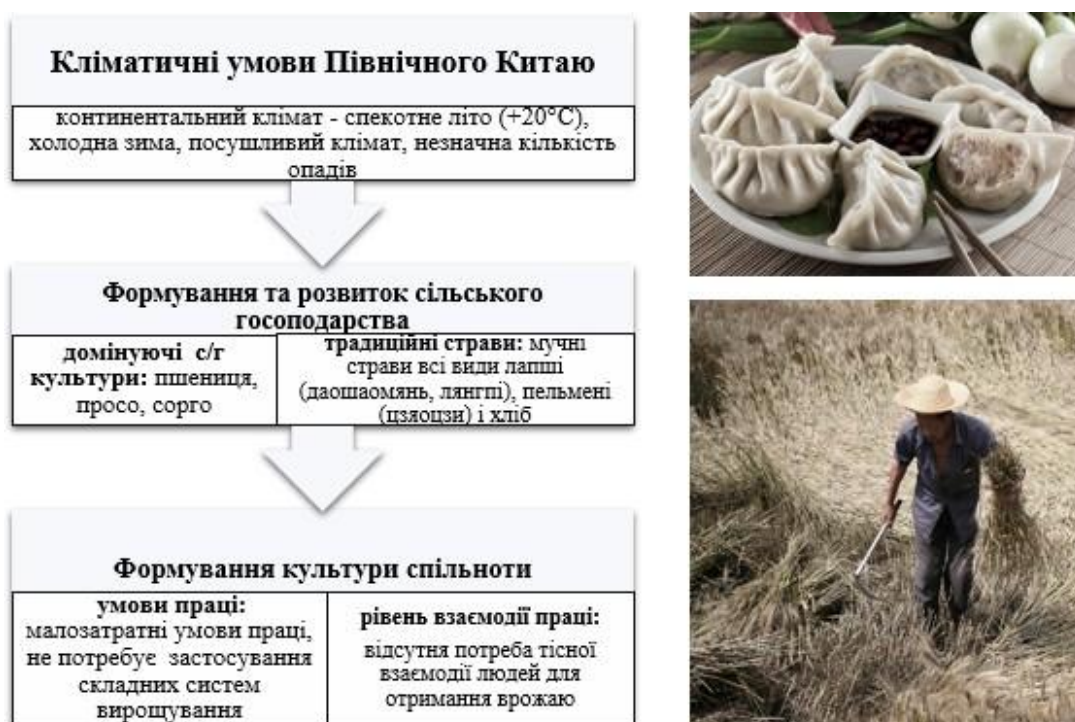 Кліматичні умови Північного Китаю
континентальний клімат - спекотне літо (+20°C),
холодна зима, посушливий клімат, незначна кількість
опадів
Формування та розвиток сільського
госоподарства
домінуючі с/г
культури: пшениця,
просо, сорго
традиційні страви: мучні
страви всі види лапші
(даошаомянь, лянгпі), пельмені
(цзяоцзи) і хліб
Формування культури спільноти
умови праці:
малозатратні умови праці,
не потребує застосування
складних систем
вирощування
рівень взаємодії праці:
відсутня потреба тісної
взаємодії людей для
отримання врожаю